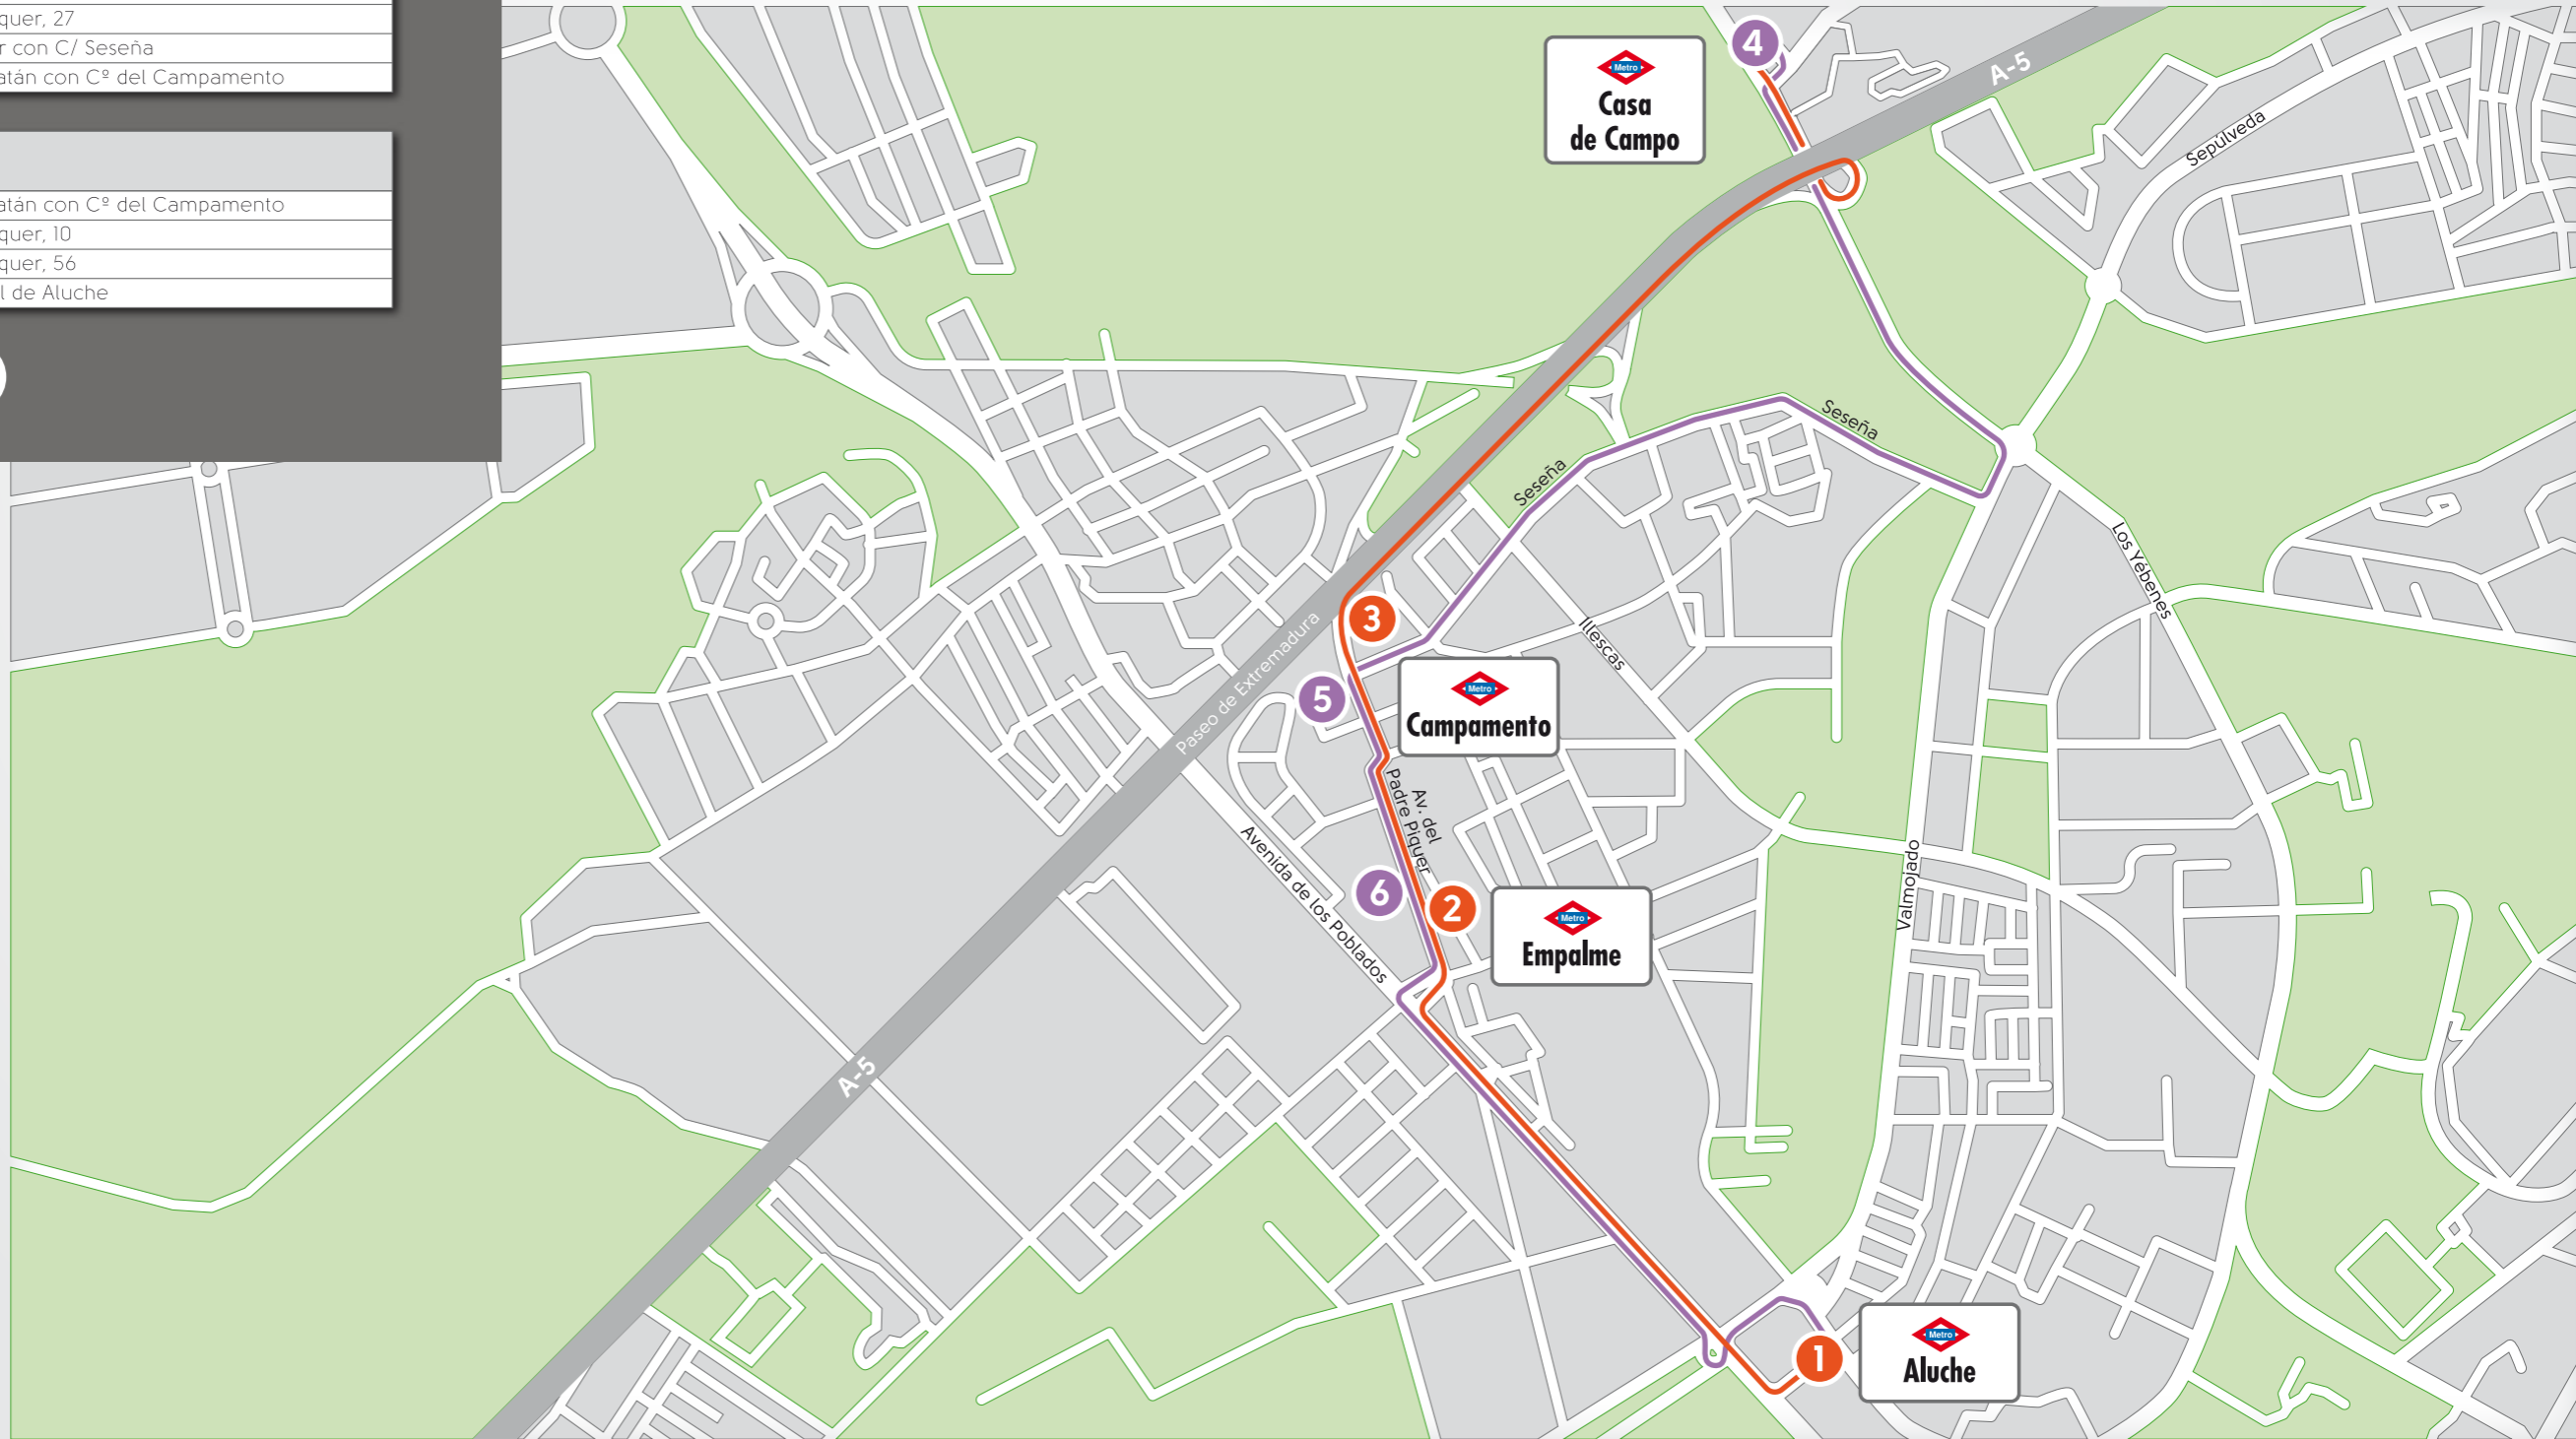 quer, 27
r con C/ Seseña
atán con Cº del Campamento
atán con Cº del Campamento
quer, 10
quer, 56
l de Aluche
4
Metro
Casa
de Campo
A-5
Sepúlveda
Seseña
Seseña
Los Yébenes
3
Paseo de Extremadura
Illescas
5
Metro
Campamento
Av. del
Padre Piquer
Avenida de los Poblados
Valmojado
6
2
Metro
Empalme
A-5
1
Metro
Aluche